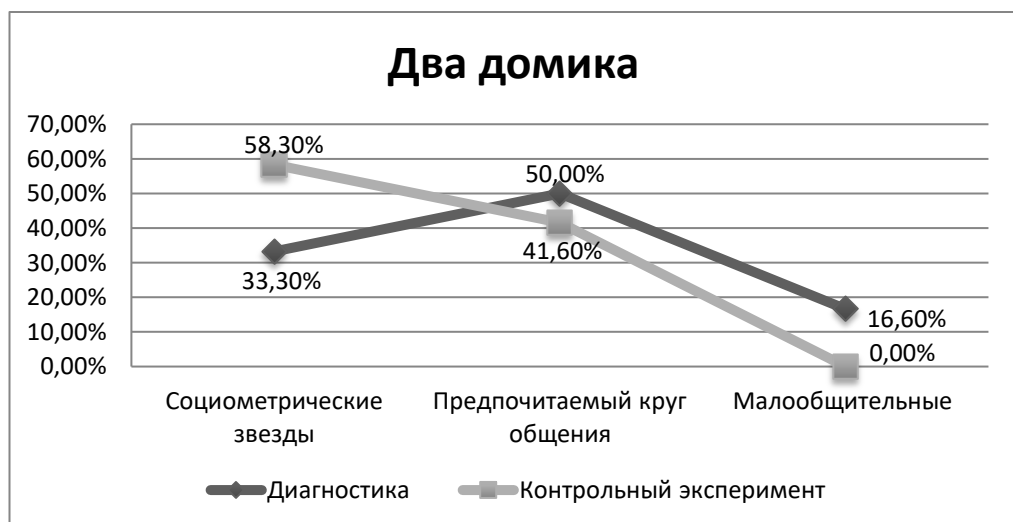 Два домика
70,00%
60,00%
50,00%
40,00%
30,00%
20,00%
10,00%
0,00%
58,30%
50,00%
41,60%
33,30%
16,60%
0,00%
Социометрические
звезды
Предпочитаемый круг
общения
Малообщительные
Диагностика
Контрольный эксперимент